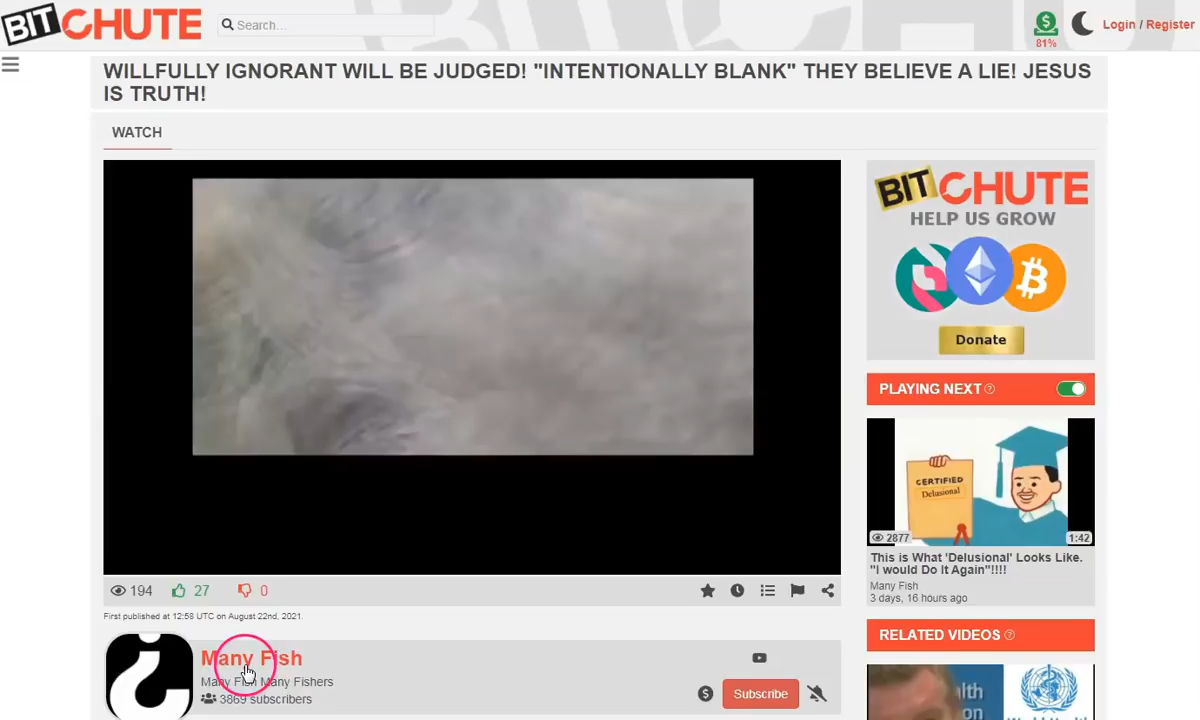 BITCHUTE
Search...
81%
Login / Register
WILLFULLY IGNORANT WILL BE JUDGED! "INTENTIONALLY BLANK" THEY BELIEVE A LIE! JESUS
IS TRUTH!
WATCH
BITCHUTE
HELP US GROW
Donate
PLAYING NEXT
CERTIFIED
Delusional
2877
1:42
This is What 'Delusional' Looks Like.
"I would Do It Again"!!!!
Many Fish
3 days, 16 hours ago
194
27
0
First published at 12:58 UTC on August 22nd, 2021.
Many Fish
Many Fish Many Fishers
3869 subscribers
Subscribe
RELATED VIDEOS